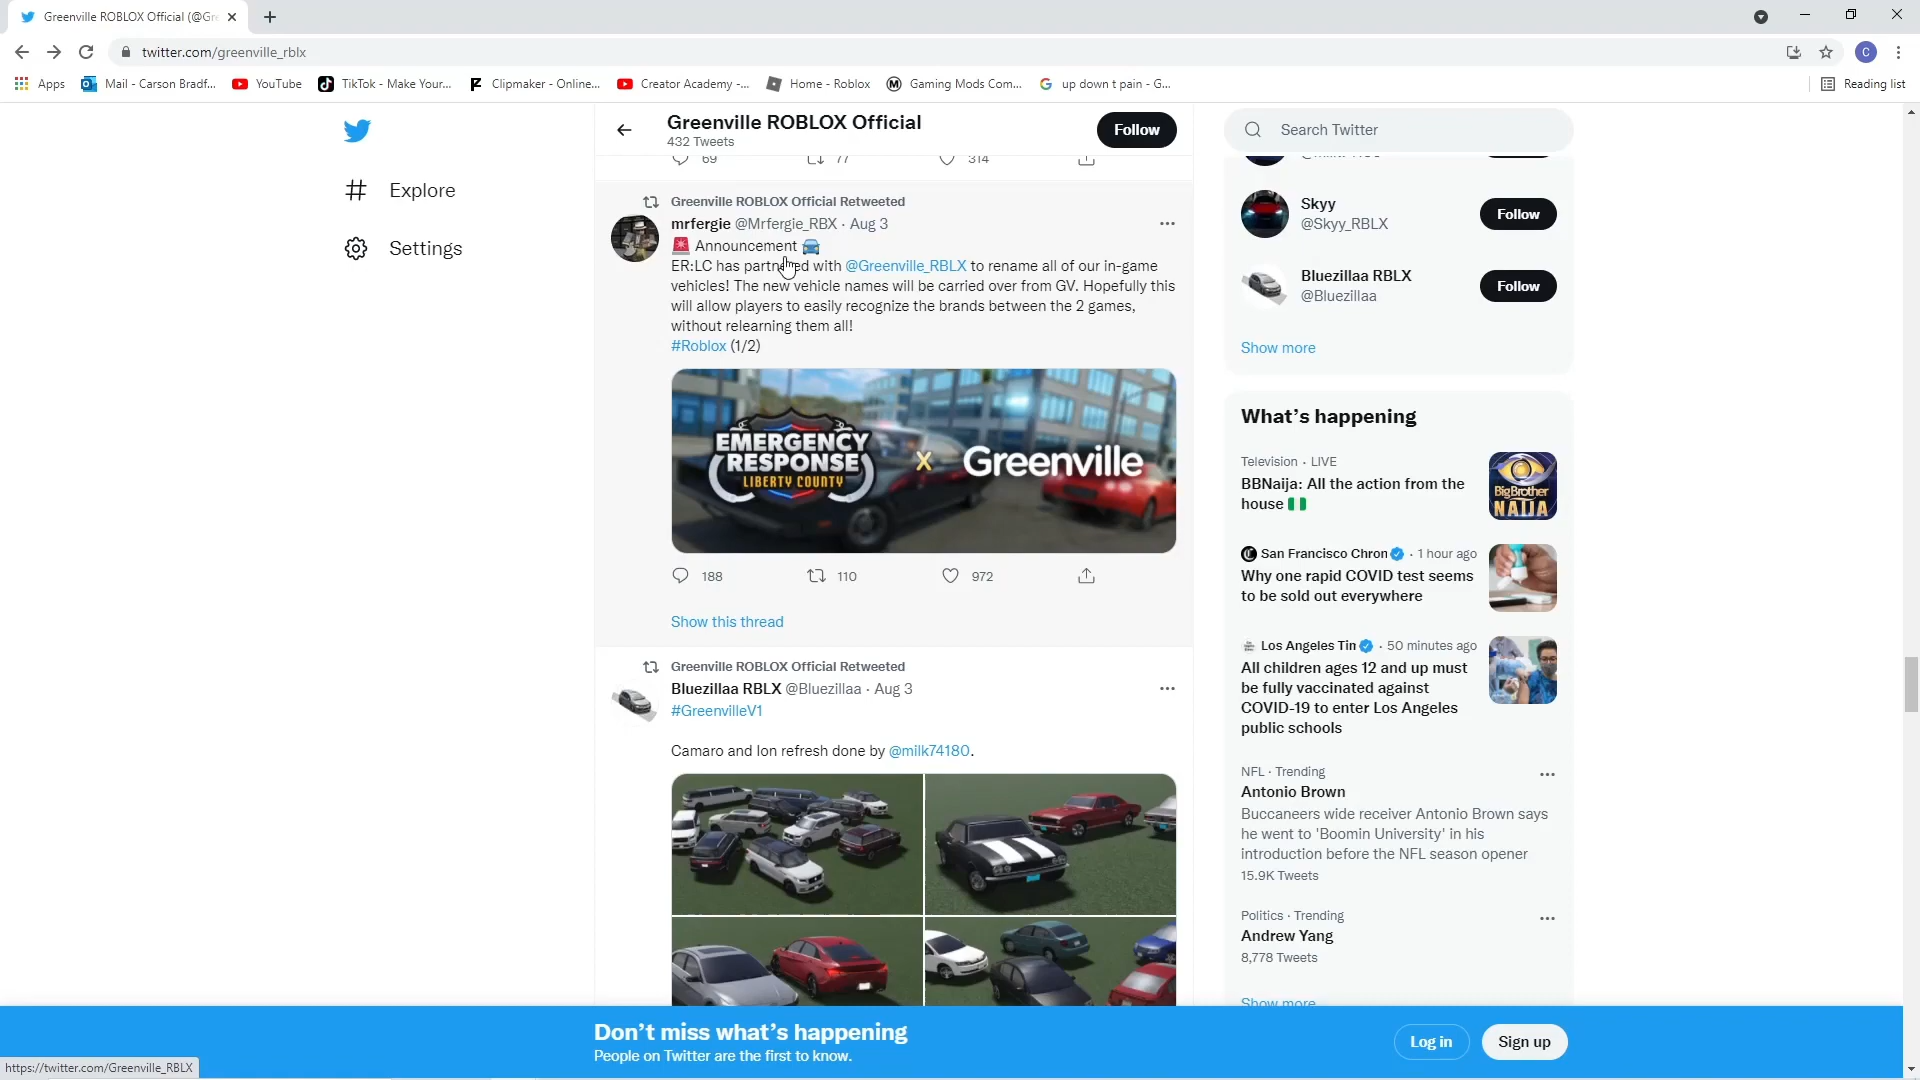 Greenville ROBLOX Official (@Gre
twitter.com/greenville_rblx
C
Apps
Mail - Carson Bradf...
YouTube
TikTok - Make Your...
Clipmaker - Online...
Creator Academy -...
Home - Roblox
Gaming Mods Com...
up down t pain - G...
Reading list
Explore
Settings
Greenville ROBLOX Official
432 Tweets
Follow
69
77
314
Greenville ROBLOX Official Retweeted
mrfergie @Mrfergie_RBX · Aug 3
🚨 Announcement 🚘
ER:LC has partnered with @Greenville_RBLX to rename all of our in-game
vehicles! The new vehicle names will be carried over from GV. Hopefully this
will allow players to easily recognize the brands between the 2 games,
without relearning them all!
#Roblox (1/2)
EMERGENCY
RESPONSE
LIBERTY COUNTY
X
Greenville
188
110
972
Show this thread
Greenville ROBLOX Official Retweeted
Bluezillaa RBLX @Bluezillaa · Aug 3
#GreenvilleV1
Camaro and Ion refresh done by @milk74180.
Search Twitter
Skyy
@Skyy_RBLX
Follow
Bluezillaa RBLX
@Bluezillaa
Follow
Show more
What's happening
Television · LIVE
BBNaija: All the action from the
house 🇳🇬
BigBrother
NAIJA
San Francisco Chron · 1 hour ago
Why one rapid COVID test seems
to be sold out everywhere
Los Angeles Tim · 50 minutes ago
All children ages 12 and up must
be fully vaccinated against
COVID-19 to enter Los Angeles
public schools
NFL · Trending
Antonio Brown
Buccaneers wide receiver Antonio Brown says
he went to 'Boomin University' in his
introduction before the NFL season opener
15.9K Tweets
Politics · Trending
Andrew Yang
8,778 Tweets
Show more
Don't miss what's happening
People on Twitter are the first to know.
Log in
Sign up
https://twitter.com/Greenville_RBLX